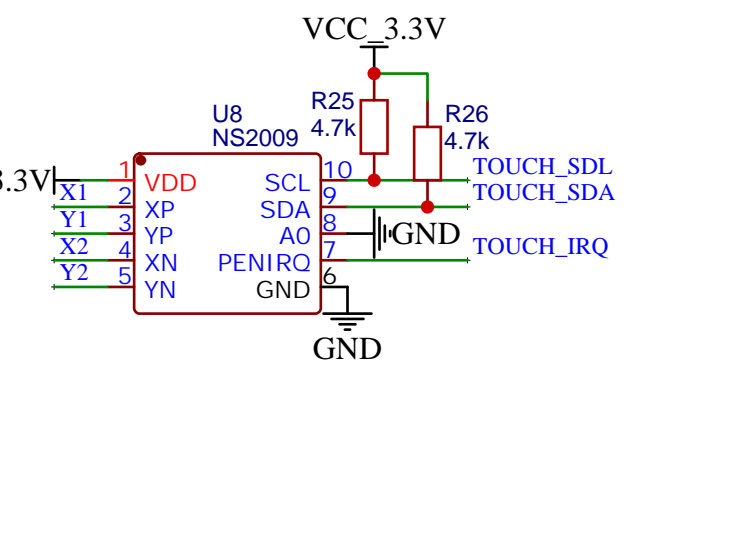 VCC_3.3V
R25
4.7k
R26
4.7k
U8
NS2009
3.3V
1
VDD
X1
2
XP
Y1
3
YP
X2
4
XN
Y2
5
YN
SCL
10
TOUCH_SDL
SDA
9
TOUCH_SDA
A0
8
GND
PENIRQ
7
TOUCH_IRQ
GND
6
GND